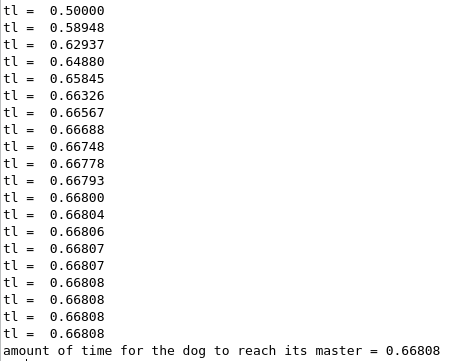 tl =  0.50000
tl =  0.58948
tl =  0.62937
tl =  0.64880
tl =  0.65845
tl =  0.66326
tl =  0.66567
tl =  0.66688
tl =  0.66748
tl =  0.66778
tl =  0.66793
tl =  0.66800
tl =  0.66804
tl =  0.66806
tl =  0.66807
tl =  0.66807
tl =  0.66808
tl =  0.66808
tl =  0.66808
tl =  0.66808
amount of time for the dog to reach its master = 0.66808